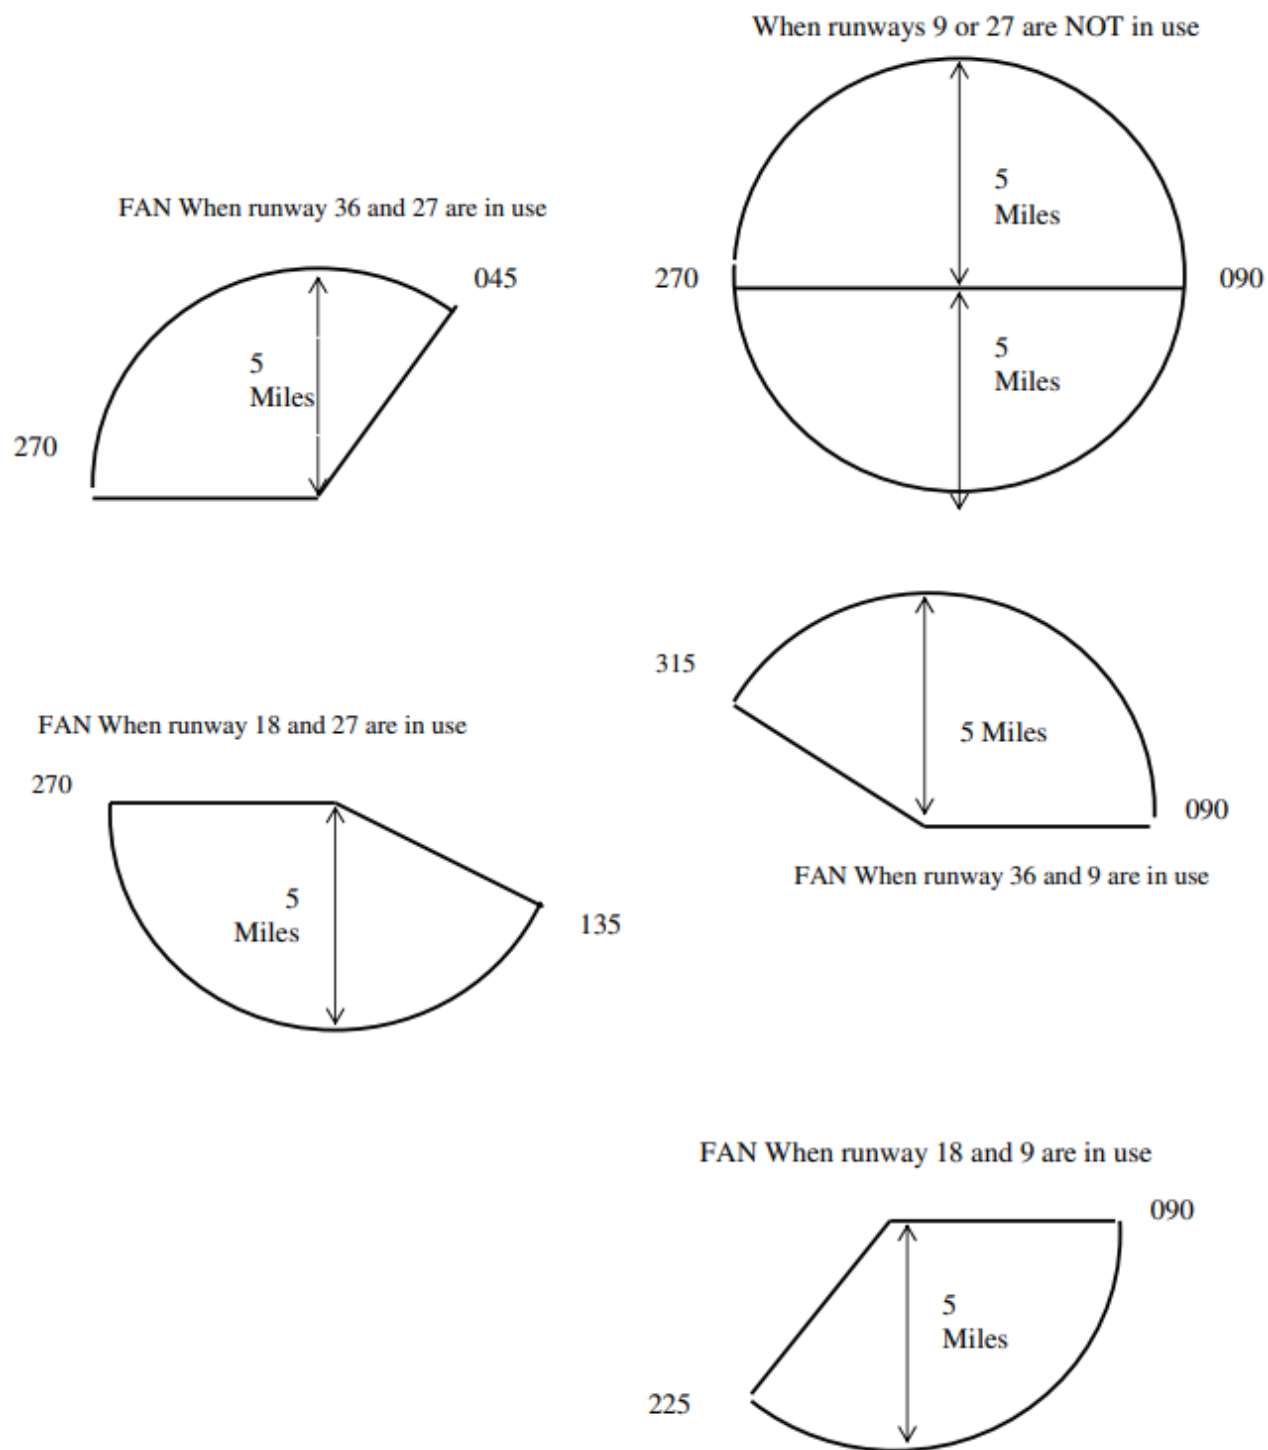 When runways 9 or 27 are NOT in use
5
Miles
270
090
5
Miles
FAN When runway 36 and 27 are in use
045
5
Miles
270
315
5 Miles
090
FAN When runway 36 and 9 are in use
FAN When runway 18 and 27 are in use
270
5
Miles
135
FAN When runway 18 and 9 are in use
090
5
Miles
225